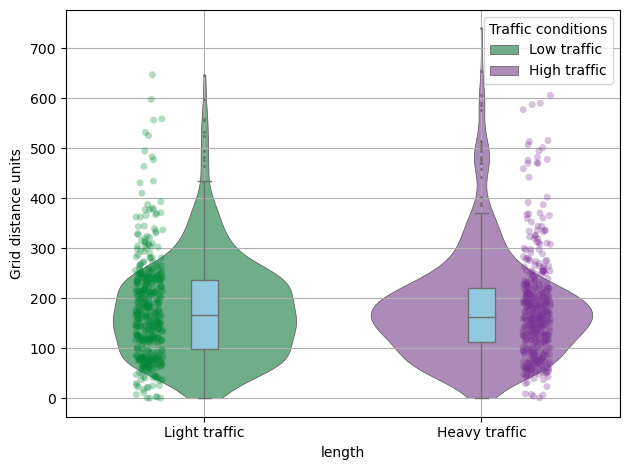 Traffic conditions
Low traffic
High traffic
700
600
500
400
300
200
100
0
Grid distance units
Light traffic
Heavy traffic
length